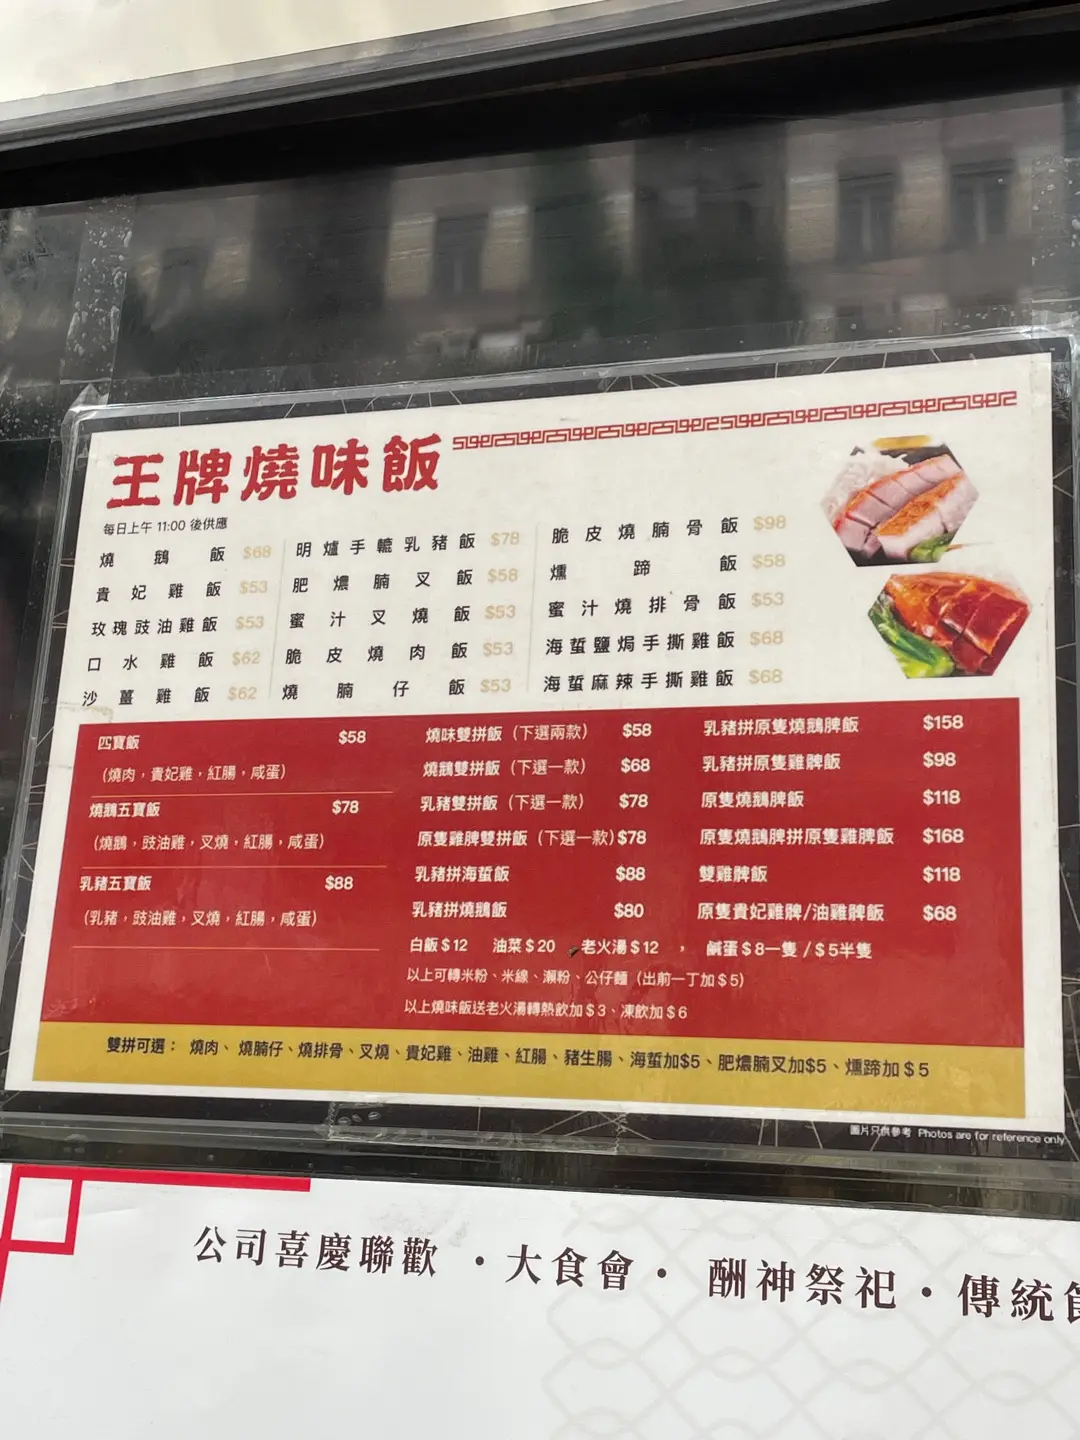 王牌燒味飯
每日上午 11:00 後供應
燒鵝飯 $68
貴妃雞飯 $53
玫瑰豉油雞飯 $53
口水雞飯 $62
沙薑雞飯 $62
明爐手轆乳豬飯 $78
肥燶腩叉飯 $58
蜜汁叉燒飯 $53
脆皮燒肉飯 $53
燒腩仔飯 $53
脆皮燒腩骨飯 $98
燻蹄飯 $58
蜜汁燒排骨飯 $53
海蜇鹽焗手撕雞飯 $68
海蜇麻辣手撕雞飯 $68
四寶飯 $58
（燒肉，貴妃雞，紅腸，咸蛋）
燒鵝五寶飯 $78
（燒鵝，豉油雞，叉燒，紅腸，咸蛋）
乳豬五寶飯 $88
（乳豬，豉油雞，叉燒，紅腸，咸蛋）
燒味雙拼飯（下選兩款） $58
燒鵝雙拼飯（下選一款） $68
乳豬雙拼飯（下選一款） $78
原隻雞脾雙拼飯（下選一款）$78
乳豬拼海蜇飯 $88
乳豬拼燒鵝飯 $80
乳豬拼原隻燒鵝脾飯 $158
乳豬拼原隻雞脾飯 $98
原隻燒鵝脾飯 $118
原隻燒鵝脾拼原隻雞脾飯 $168
雙雞脾飯 $118
原隻貴妃雞脾/油雞脾飯 $68
白飯＄12 油菜＄20 老火湯＄12 ， 鹹蛋＄8一隻 /＄5半隻
以上可轉米粉、米線、瀨粉、公仔麵（出前一丁加＄5）
以上燒味飯送老火湯轉熱飲加＄3、凍飲加＄6
雙拼可選： 燒肉、燒腩仔、燒排骨、叉燒、貴妃雞、油雞、紅腸、豬生腸、海蜇加$5、肥燶腩叉加$5、燻蹄加＄5
圖片只供參考 Photos are for reference only
公司喜慶聯歡 ・大食會・ 酬神祭祀・傳統